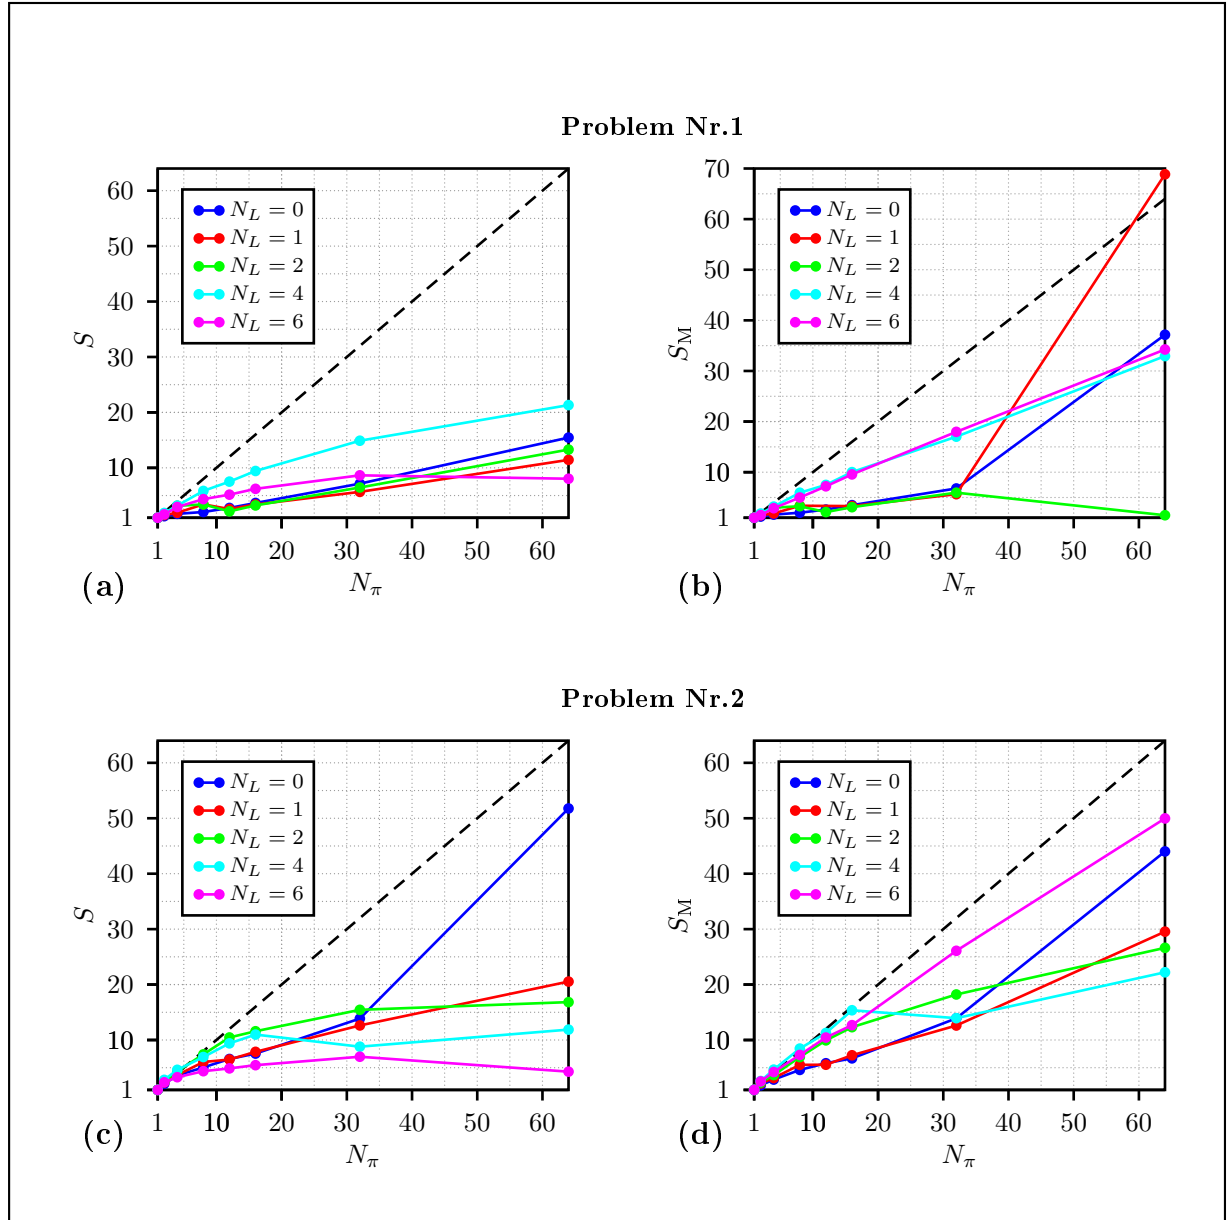 Problem Nr.1
S
60
50
40
30
20
10
1
1 10 20 30 40 50 60
N_π
(a)
N_L = 0
N_L = 1
N_L = 2
N_L = 4
N_L = 6
S_M
70
60
50
40
30
20
10
1
1 10 20 30 40 50 60
N_π
(b)
N_L = 0
N_L = 1
N_L = 2
N_L = 4
N_L = 6
Problem Nr.2
S
60
50
40
30
20
10
1
1 10 20 30 40 50 60
N_π
(c)
N_L = 0
N_L = 1
N_L = 2
N_L = 4
N_L = 6
S_M
60
50
40
30
20
10
1
1 10 20 30 40 50 60
N_π
(d)
N_L = 0
N_L = 1
N_L = 2
N_L = 4
N_L = 6